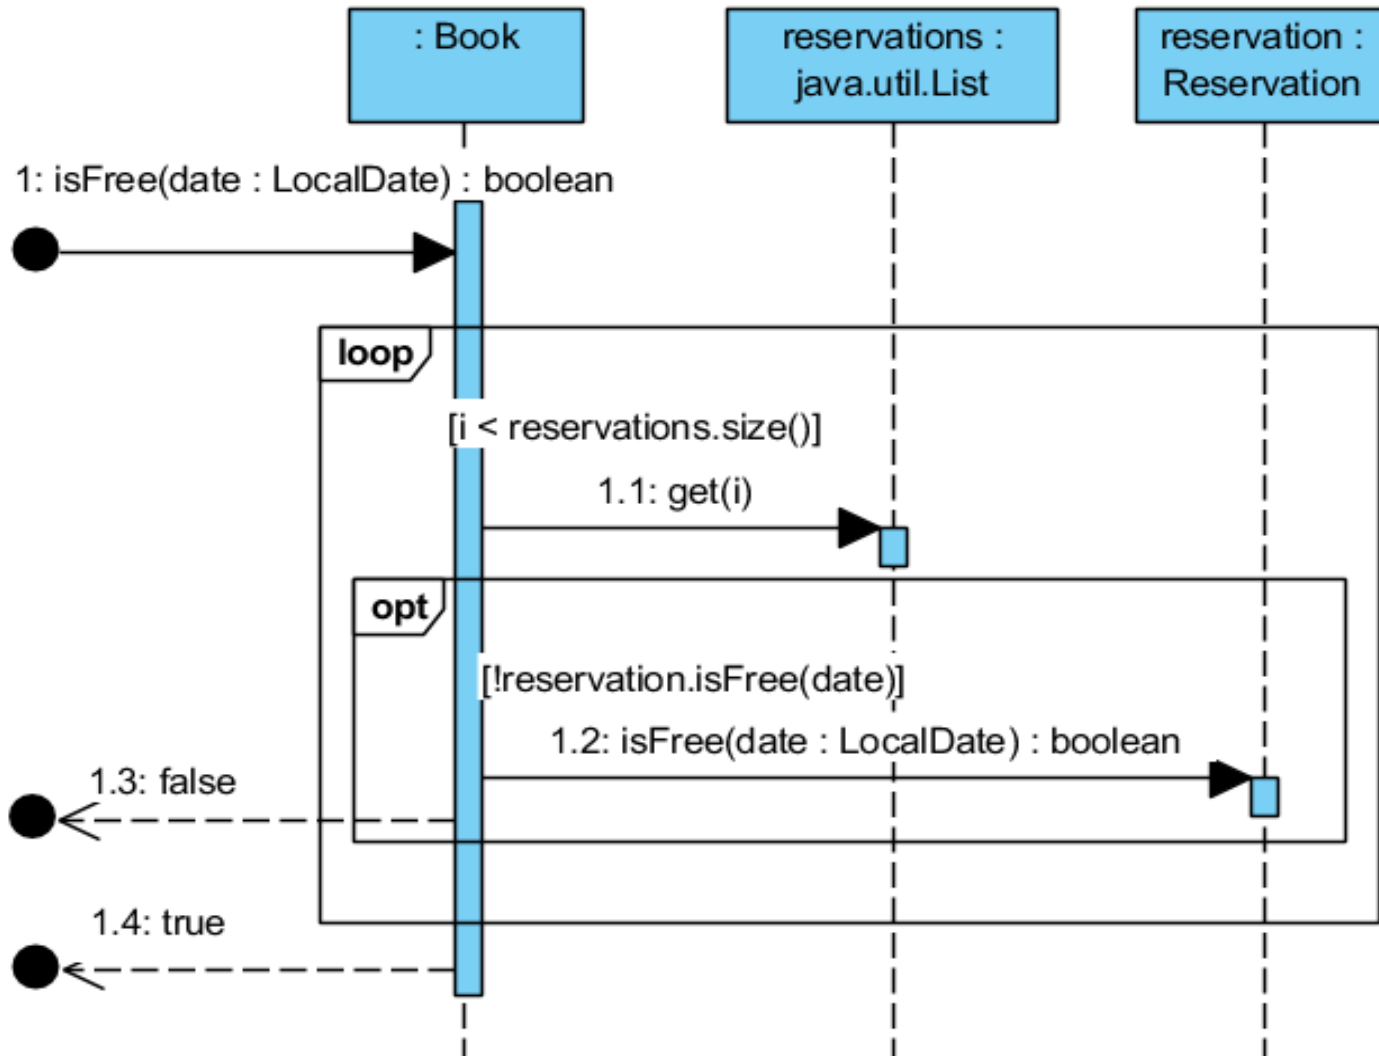 : Book
reservations :
java.util.List
reservation :
Reservation
1: isFree(date : LocalDate) : boolean
loop
[i < reservations.size()]
1.1: get(i)
opt
[!reservation.isFree(date)]
1.2: isFree(date : LocalDate) : boolean
1.3: false
1.4: true